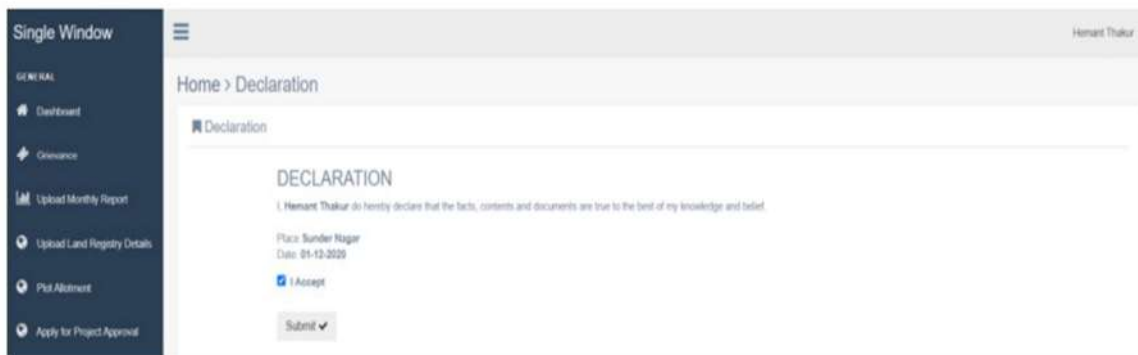 Single Window
Hemant Thakur
GENERAL
Dashboard
Grievance
Upload Monthly Report
Upload Land Registry Details
Plot Allotment
Apply for Project Approval
Home > Declaration
Declaration
DECLARATION
I, Hemant Thakur do hereby declare that the facts, contents and documents are true to the best of my knowledge and belief.
Place: Sunder Nagar
Date: 01-12-2020
I Accept
Submit ✔